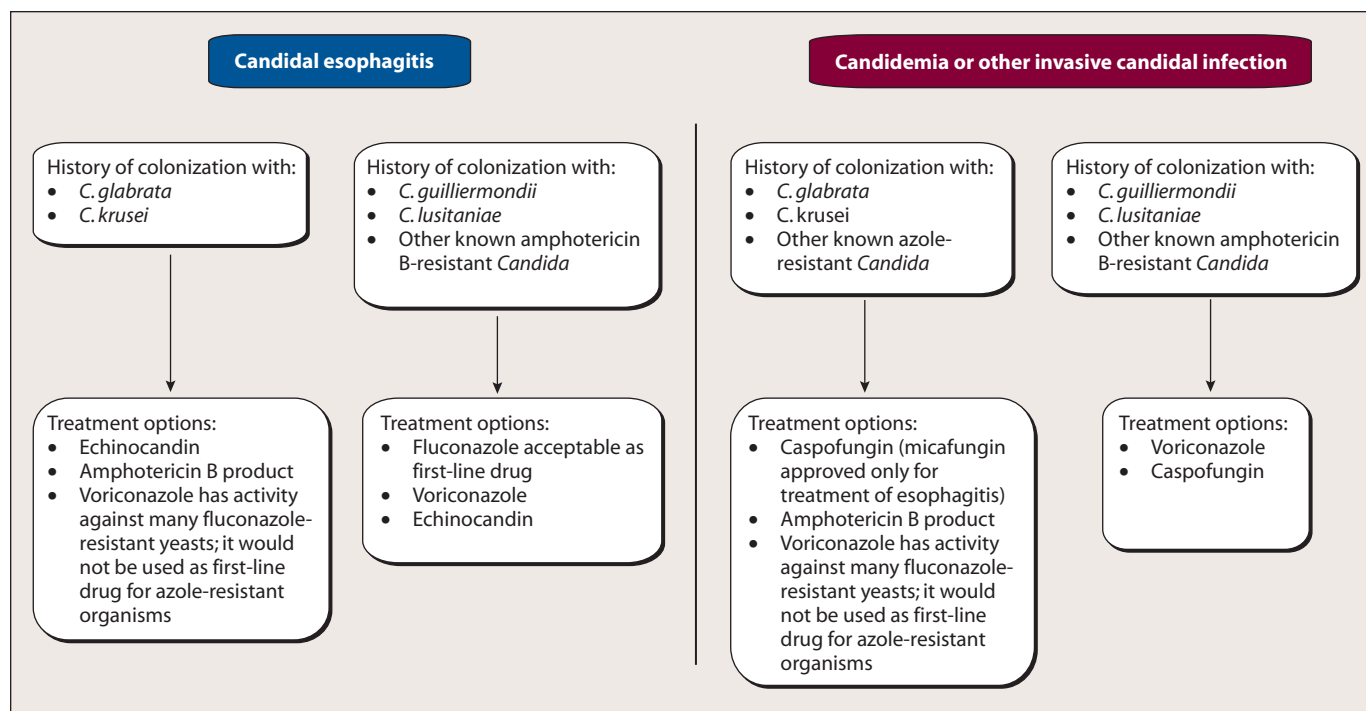 Candidal esophagitis
History of colonization with:
• C. glabrata
• C. krusei
Treatment options:
• Echinocandin
• Amphotericin B product
• Voriconazole has activity
against many fluconazole-
resistant yeasts; it would
not be used as first-line
drug for azole-resistant
organisms
History of colonization with:
• C. guilliermondii
• C. lusitaniae
• Other known amphotericin
B-resistant Candida
Treatment options:
• Fluconazole acceptable as
first-line drug
• Voriconazole
• Echinocandin
Candidemia or other invasive candidal infection
History of colonization with:
• C. glabrata
• C. krusei
• Other known azole-
resistant Candida
Treatment options:
• Caspofungin (micafungin
approved only for
treatment of esophagitis)
• Amphotericin B product
• Voriconazole has activity
against many fluconazole-
resistant yeasts; it would
not be used as first-line
drug for azole-resistant
organisms
History of colonization with:
• C. guilliermondii
• C. lusitaniae
• Other known amphotericin
B-resistant Candida
Treatment options:
• Voriconazole
• Caspofungin